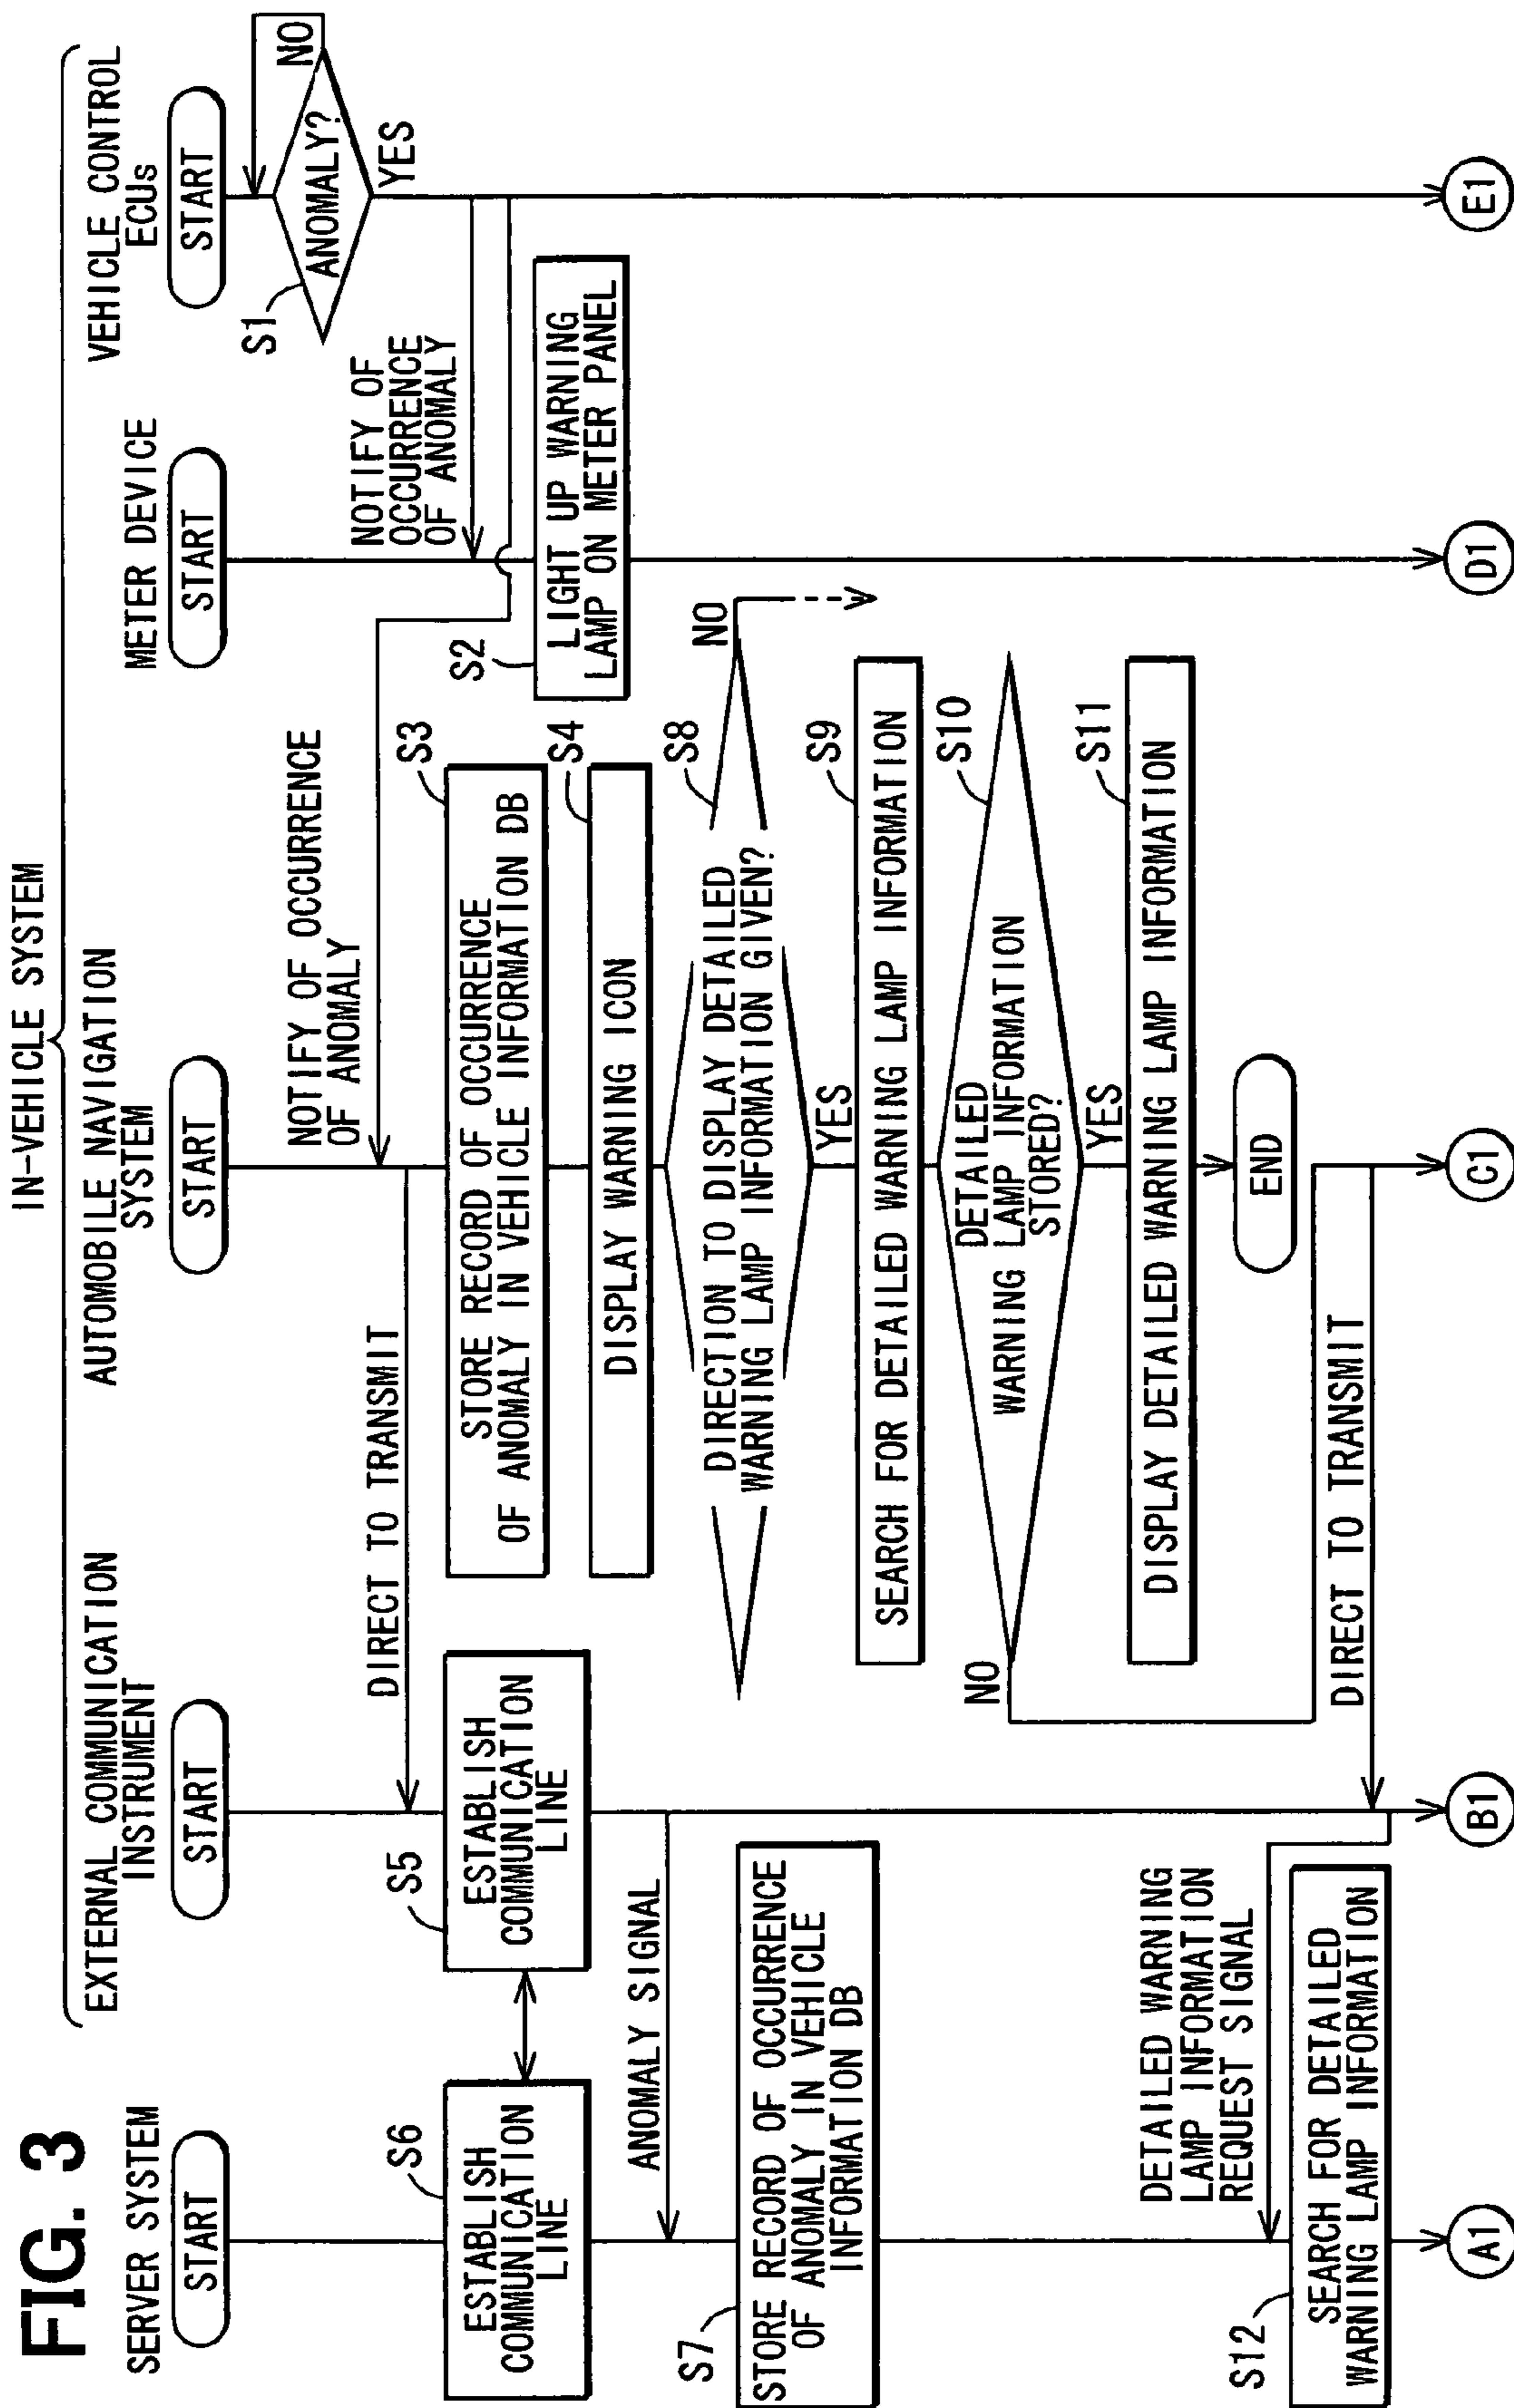 FIG. 3
IN-VEHICLE SYSTEM
SERVER SYSTEM
EXTERNAL COMMUNICATION
INSTRUMENT
AUTOMOBILE NAVIGATION
SYSTEM
METER DEVICE
VEHICLE CONTROL
ECUs
START
START
START
START
START
S1
ANOMALY?
NO
YES
NOTIFY OF
OCCURRENCE
OF ANOMALY
NOTIFY OF OCCURRENCE
OF ANOMALY
DIRECT TO TRANSMIT
S2
LIGHT UP WARNING
LAMP ON METER PANEL
S3
STORE RECORD OF OCCURRENCE
OF ANOMALY IN VEHICLE INFORMATION DB
S4
DISPLAY WARNING ICON
S5
ESTABLISH
COMMUNICATION
LINE
S6
ESTABLISH
COMMUNICATION
LINE
ANOMALY SIGNAL
S7
STORE RECORD OF OCCURRENCE
OF ANOMALY IN VEHICLE
INFORMATION DB
S8
DIRECTION TO DISPLAY DETAILED
WARNING LAMP INFORMATION GIVEN?
NO
YES
S9
SEARCH FOR DETAILED WARNING LAMP INFORMATION
S10
DETAILED
WARNING LAMP INFORMATION
STORED?
NO
YES
S11
DISPLAY DETAILED WARNING LAMP INFORMATION
END
DIRECT TO TRANSMIT
DETAILED WARNING
LAMP INFORMATION
REQUEST SIGNAL
S12
SEARCH FOR DETAILED
WARNING LAMP INFORMATION
A1
B1
C1
D1
E1